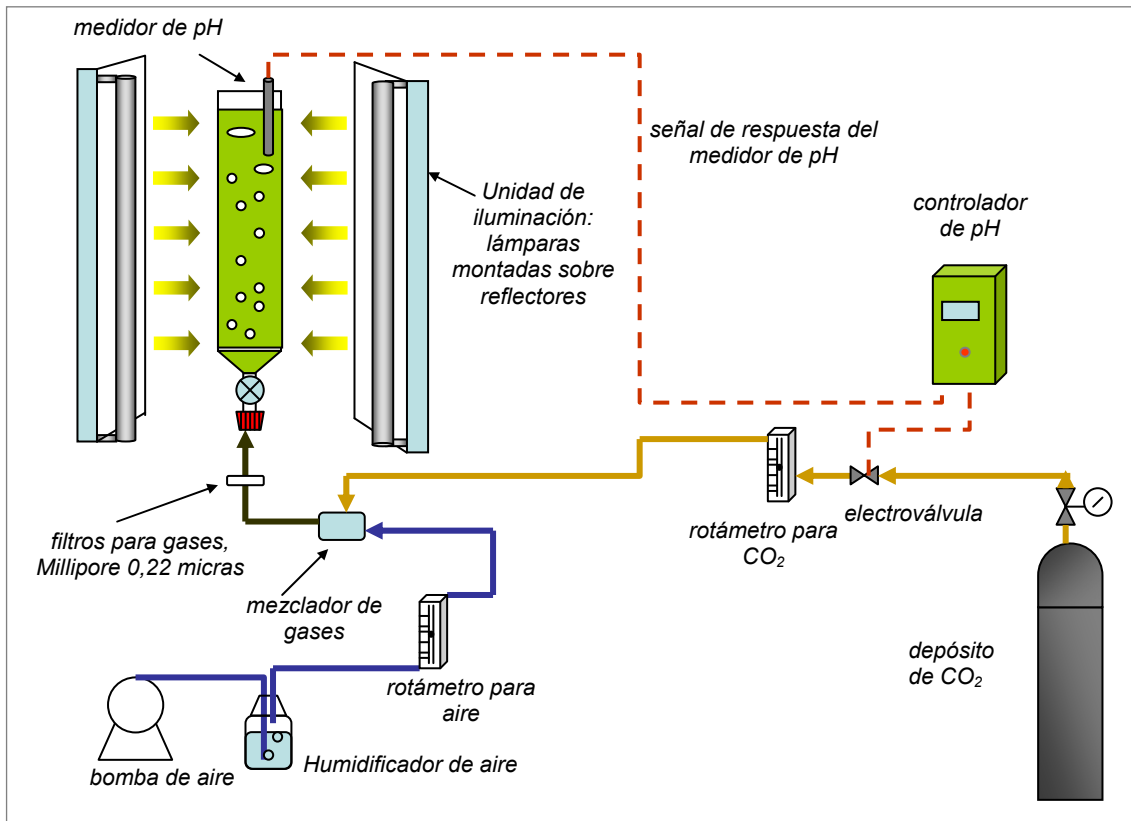 medidor de pH
señal de respuesta del
medidor de pH
Unidad de
iluminación:
lámparas
montadas sobre
reflectores
controlador
de pH
electroválvula
rotámetro para
CO₂
filtros para gases,
Millipore 0,22 micras
mezclador de
gases
depósito
de CO₂
rotámetro para
aire
bomba de aire
Humidificador de aire